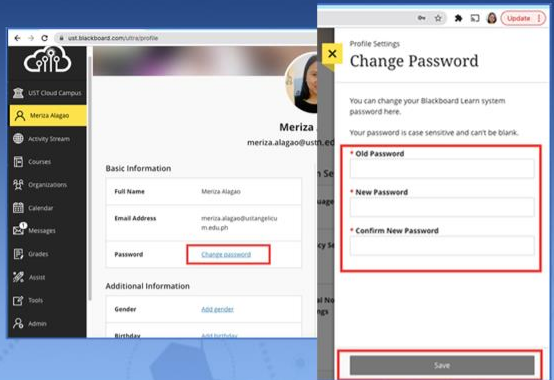 Update
ust.blackboard.com/ultra/profile
UST Cloud Campus
Meriza Alagao
Activity Stream
Courses
Organizations
Calendar
1
Messages
Grades
Assist
Tools
Admin
Meriza
meriza.alagao@ustn.ed
Basic Information
Full Name Meriza Alagao
Email Address meriza.alagao@ustangelicu
m.edu.ph
Password Change password
Additional Information
Gender Add gender
Birthday Add birthday
Profile Settings
Change Password
You can change your Blackboard Learn system
password here.
Your password is case sensitive and can't be blank.
* Old Password
* New Password
* Confirm New Password
Save